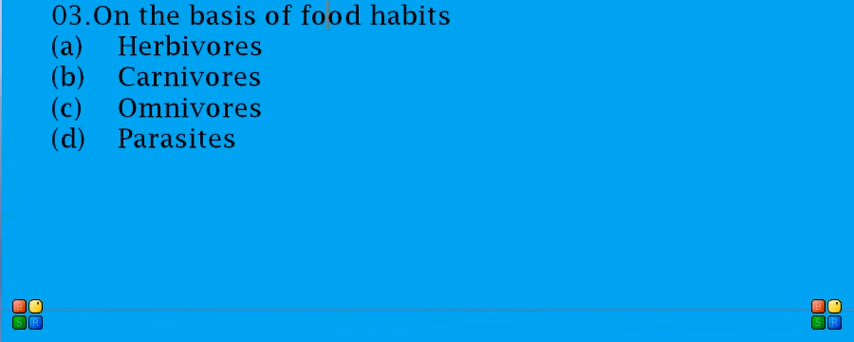 03.On the basis of food habits
(a) Herbivores
(b) Carnivores
(c) Omnivores
(d) Parasites